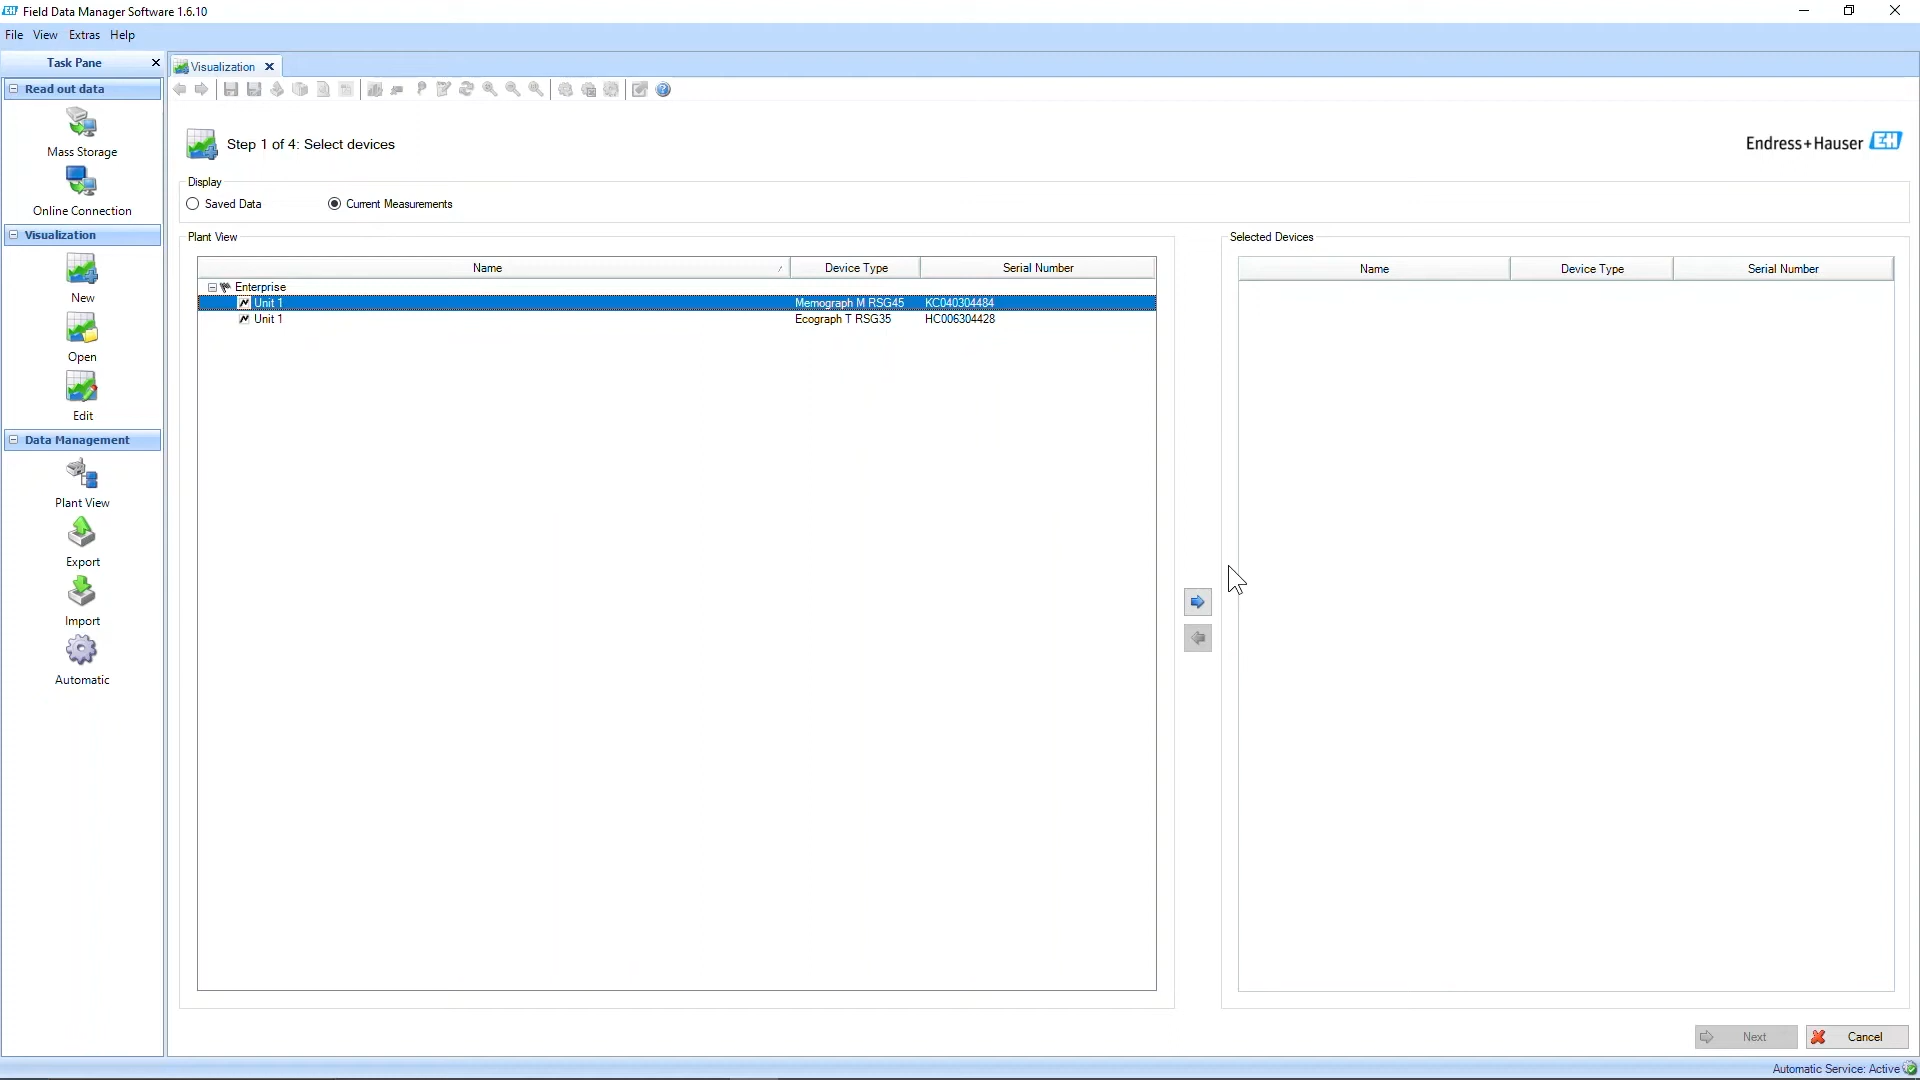 Field Data Manager Software 1.6.10
File View Extras Help
Task Pane
Visualization
Read out data
Mass Storage
Online Connection
Visualization
New
Open
Edit
Data Management
Plant View
Export
Import
Automatic
Step 1 of 4: Select devices
Endress+Hauser EH
Display
Saved Data
Current Measurements
Plant View
Name Device Type Serial Number
Enterprise
Unit 1 Memograph M RSG45 KC040304484
Unit 1 Ecograph T RSG35 HC006304428
Selected Devices
Name Device Type Serial Number
Next
Cancel
Automatic Service: Active